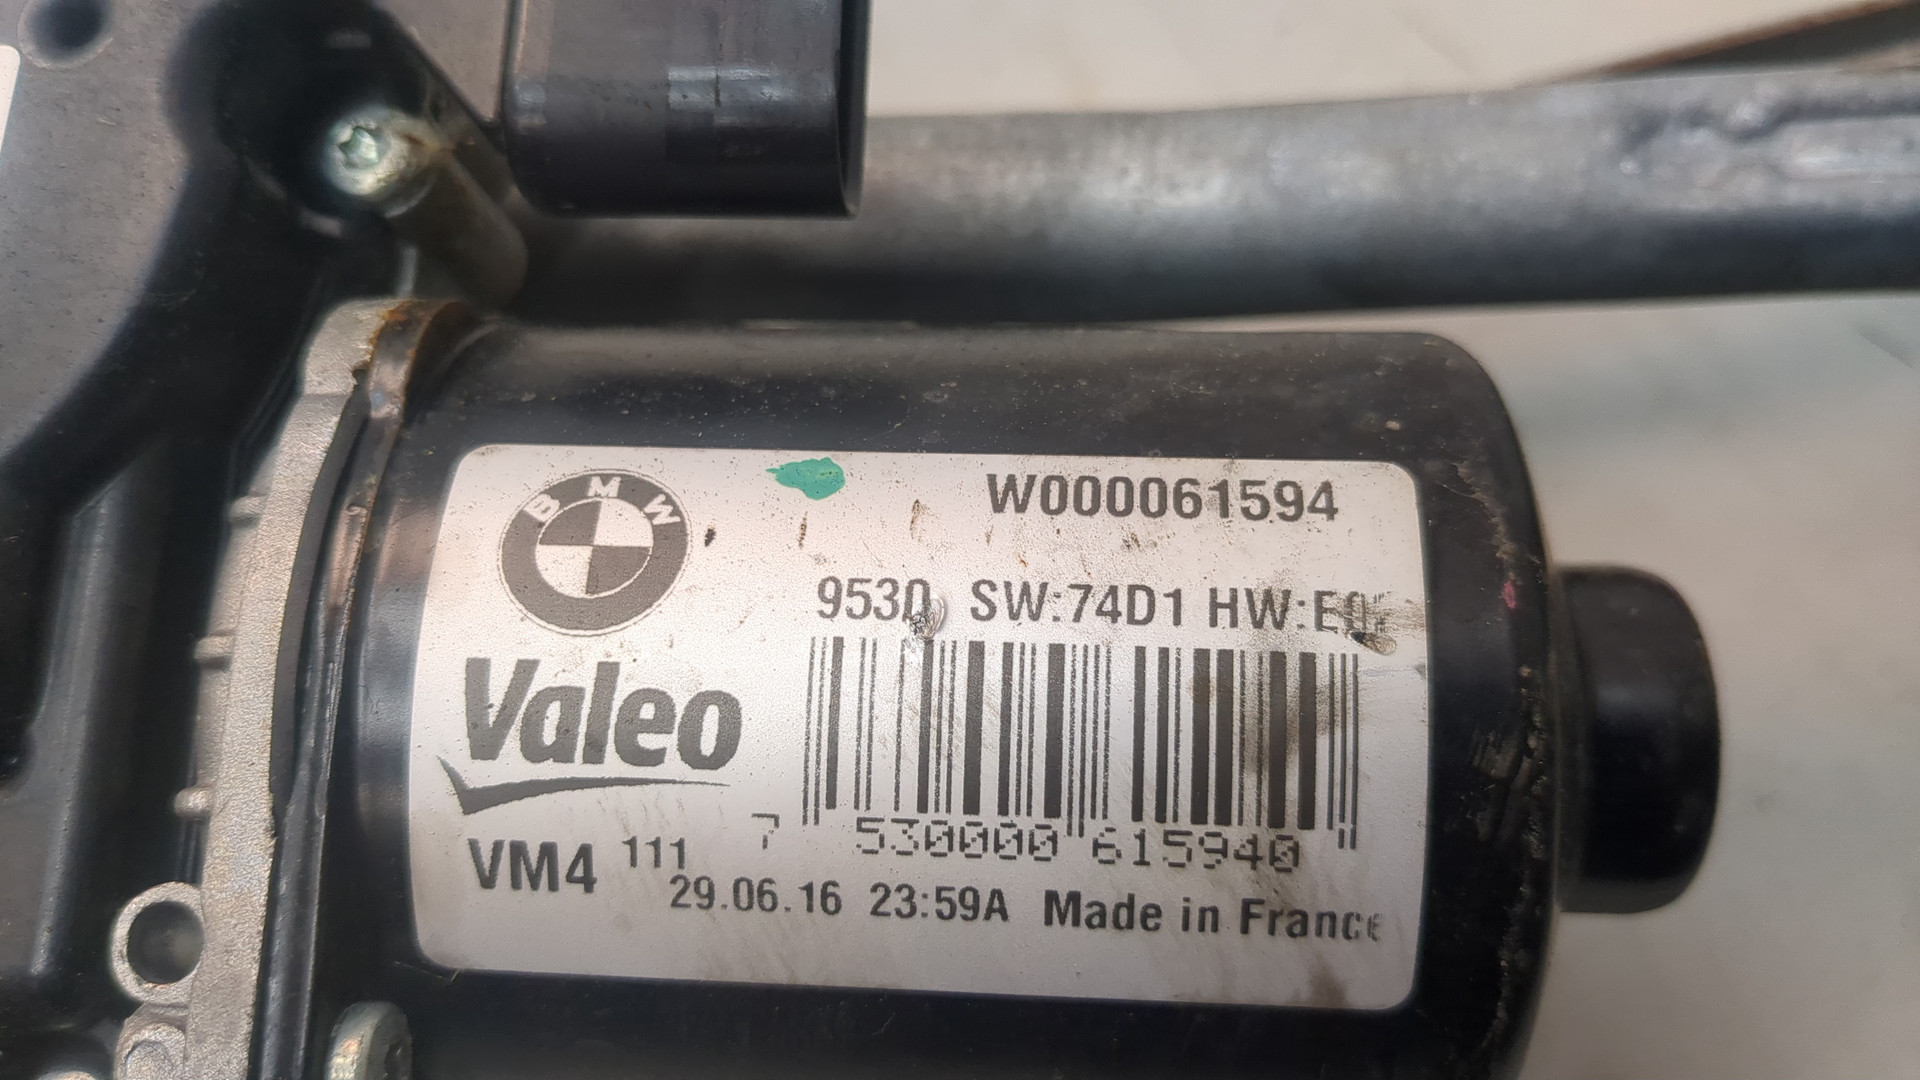 BMW
W000061594
9530 SW:74D1 HW:
Valeo
7 530000 615940
VM4 111
29.06.16 23:59A Made in France